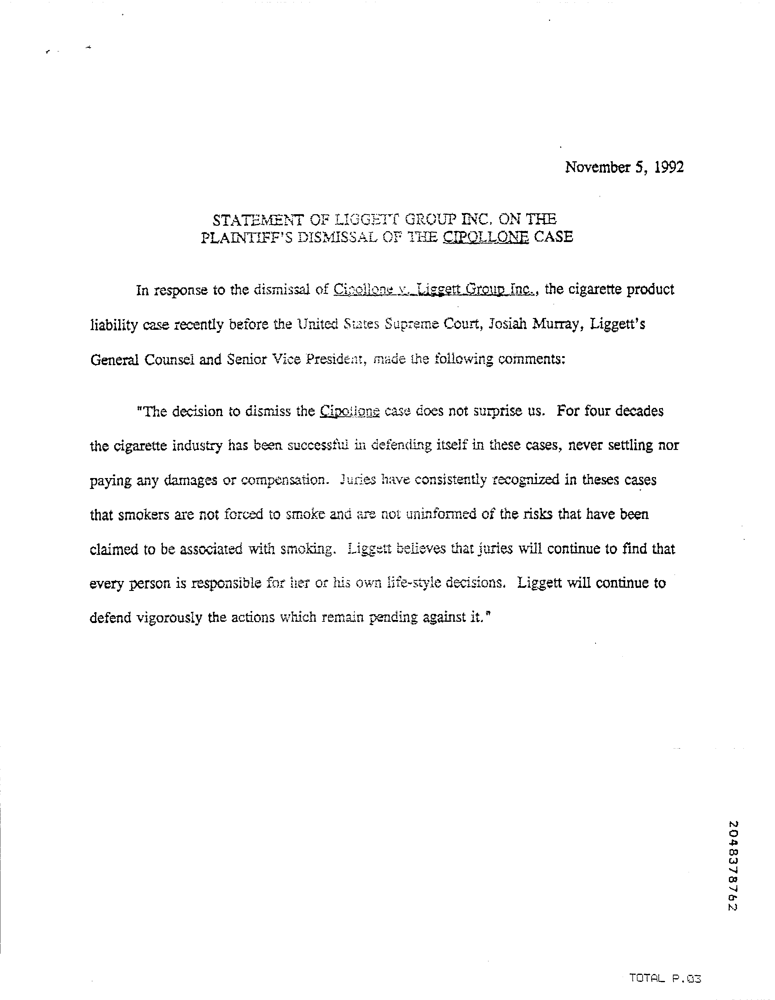 November 5, 1992
STATEMENT OF LIGGETT GROUP INC. ON THE
PLAINTIFF'S DISMISSAL OF THE CIPOLLONE CASE
In response to the dismissal of Cipollone v. Liggett Group Inc., the cigarette product
liability case recently before the United States Supreme Court, Josiah Murray, Liggett's
General Counsel and Senior Vice President, made the following comments:
"The decision to dismiss the Cipollone case does not surprise us. For four decades
the cigarette industry has been successful in defending itself in these cases, never settling nor
paying any damages or compensation. Juries have consistently recognized in theses cases
that smokers are not forced to smoke and are not uninformed of the risks that have been
claimed to be associated with smoking. Liggett believes that juries will continue to find that
every person is responsible for her or his own life-style decisions. Liggett will continue to
defend vigorously the actions which remain pending against it."
2048378762
TOTAL P.03